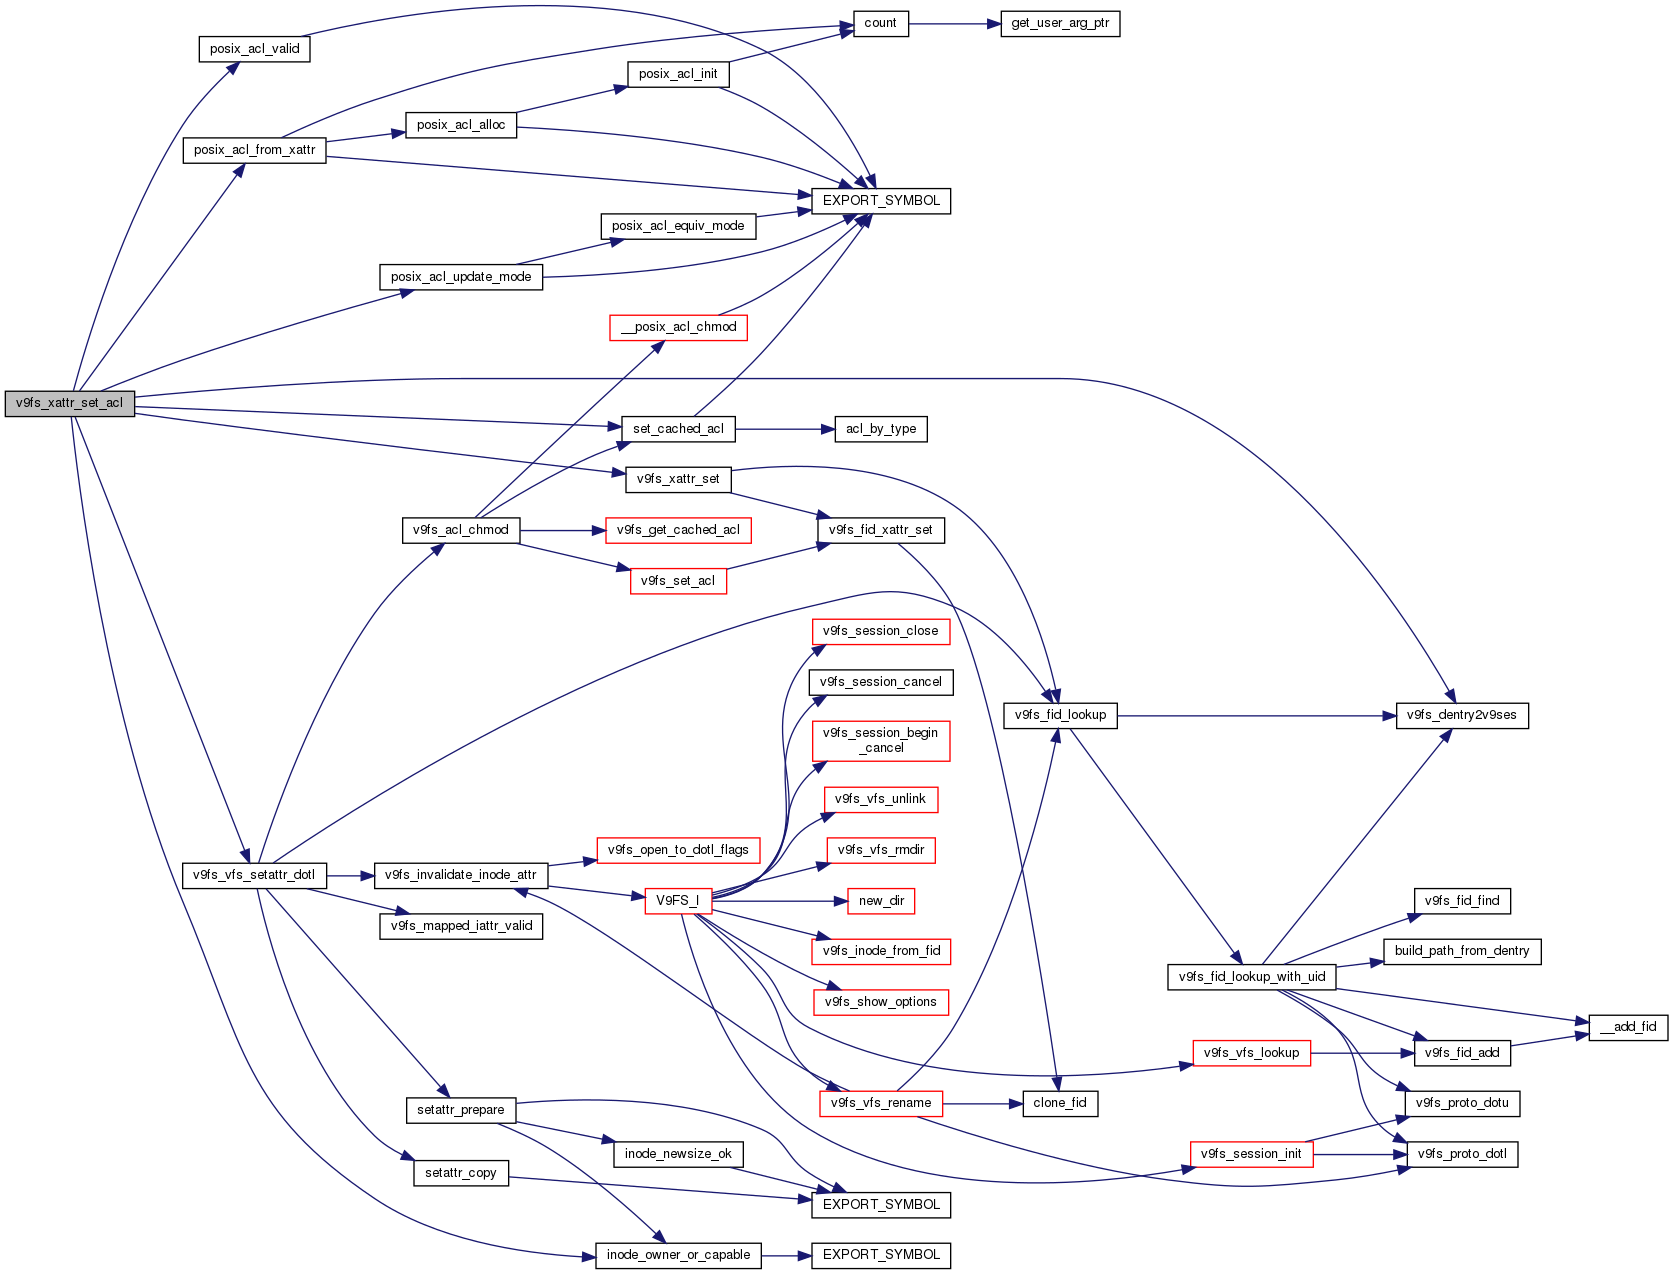 count
get_user_arg_ptr
posix_acl_valid
posix_acl_init
posix_acl_alloc
posix_acl_from_xattr
EXPORT_SYMBOL
posix_acl_equiv_mode
posix_acl_update_mode
__posix_acl_chmod
v9fs_xattr_set_acl
set_cached_acl
acl_by_type
v9fs_xattr_set
v9fs_acl_chmod
v9fs_get_cached_acl
v9fs_fid_xattr_set
v9fs_set_acl
v9fs_session_close
v9fs_session_cancel
v9fs_fid_lookup
v9fs_dentry2v9ses
v9fs_session_begin
_cancel
v9fs_vfs_unlink
v9fs_open_to_dotl_flags
v9fs_vfs_rmdir
v9fs_vfs_setattr_dotl
v9fs_invalidate_inode_attr
V9FS_I
new_dir
v9fs_fid_find
v9fs_mapped_iattr_valid
v9fs_inode_from_fid
build_path_from_dentry
v9fs_fid_lookup_with_uid
v9fs_show_options
__add_fid
v9fs_vfs_lookup
v9fs_fid_add
setattr_prepare
v9fs_vfs_rename
clone_fid
v9fs_proto_dotu
inode_newsize_ok
v9fs_session_init
v9fs_proto_dotl
setattr_copy
EXPORT_SYMBOL
inode_owner_or_capable
EXPORT_SYMBOL